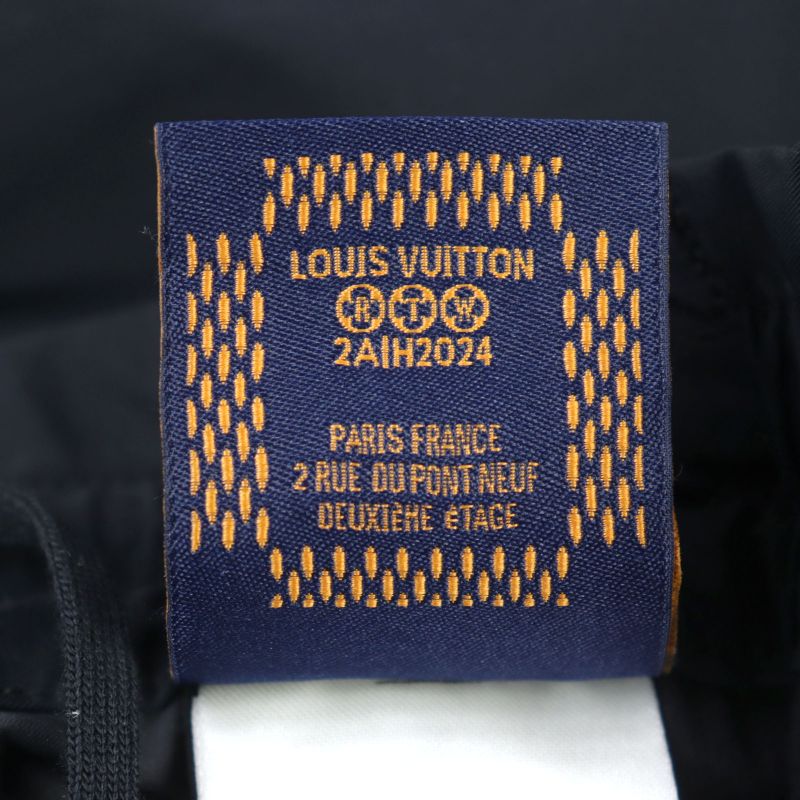 LOUIS VUITTON
R T W
2AIH2024
PARIS FRANCE
2 RUE DU PONT NEUF
DEUXIÈME éTAGE